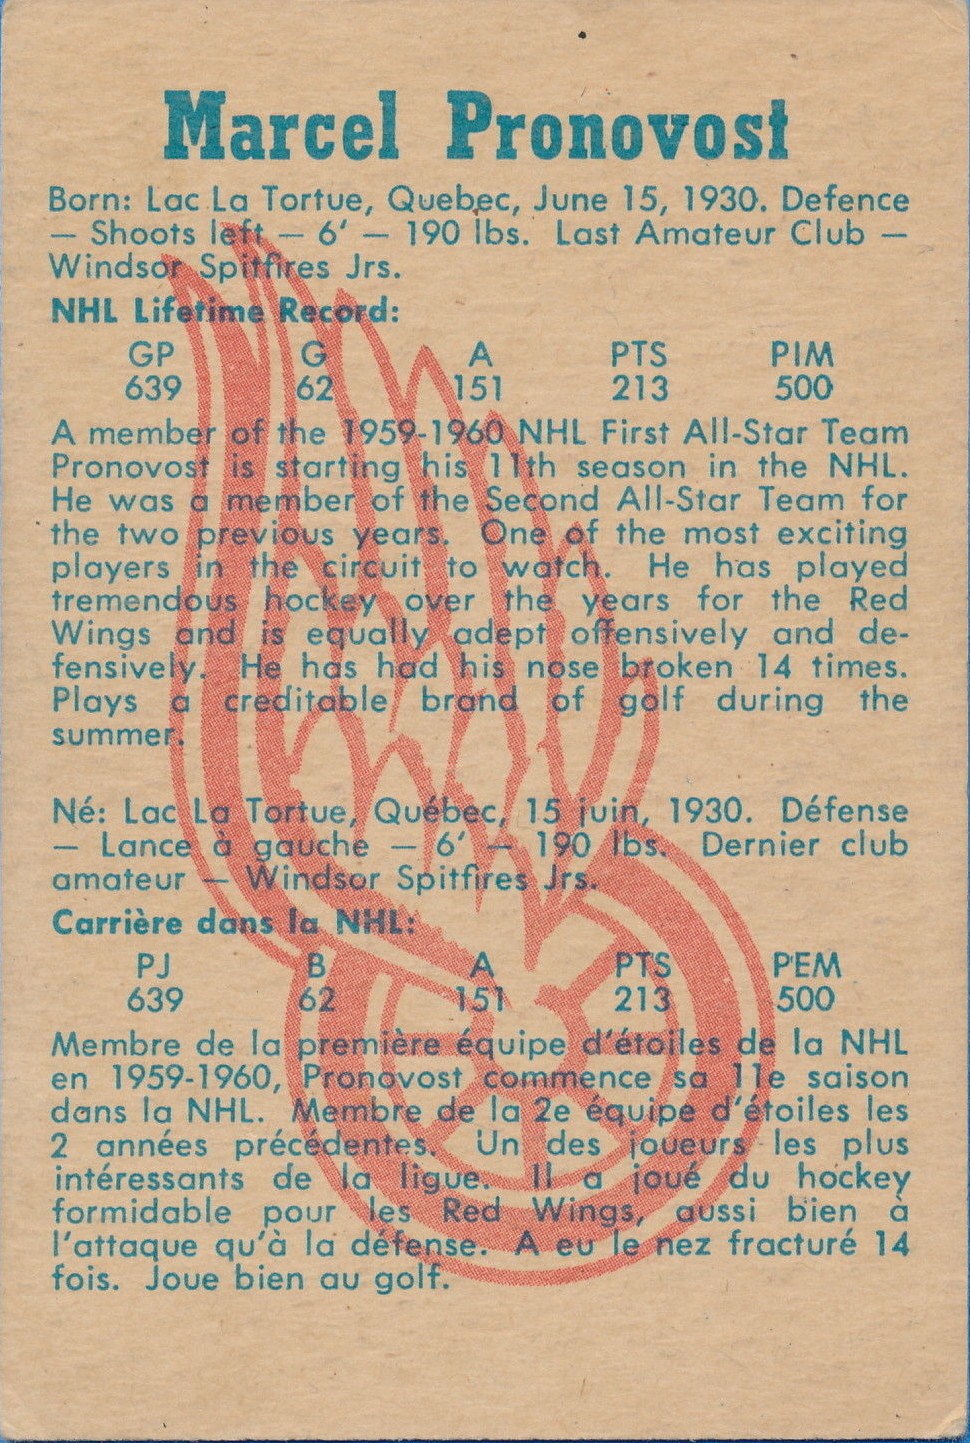 Marcel Pronovost
Born: Lac La Tortue, Quebec, June 15, 1930. Defence
— Shoots left — 6' — 190 lbs. Last Amateur Club —
Windsor Spitfires Jrs.
NHL Lifetime Record:
GP G A PTS PIM
639 62 151 213 500
A member of the 1959-1960 NHL First All-Star Team
Pronovost is starting his 11th season in the NHL.
He was a member of the Second All-Star Team for
the two previous years. One of the most exciting
players in the circuit to watch. He has played
tremendous hockey over the years for the Red
Wings and is equally adept offensively and de-
fensively. He has had his nose broken 14 times.
Plays a creditable brand of golf during the
summer.
Né: Lac La Tortue, Québec, 15 juin, 1930. Défense
— Lance à gauche — 6' — 190 lbs. Dernier club
amateur — Windsor Spitfires Jrs.
Carrière dans la NHL:
PJ B A PTS PEM
639 62 151 213 500
Membre de la première équipe d'étoiles de la NHL
en 1959-1960, Pronovost commence sa 11e saison
dans la NHL. Membre de la 2e équipe d'étoiles les
2 années précédentes. Un des joueurs les plus
intéressants de la ligue. Il a joué du hockey
formidable pour les Red Wings, aussi bien à
l'attaque qu'à la défense. A eu le nez fracturé 14
fois. Joue bien au golf.